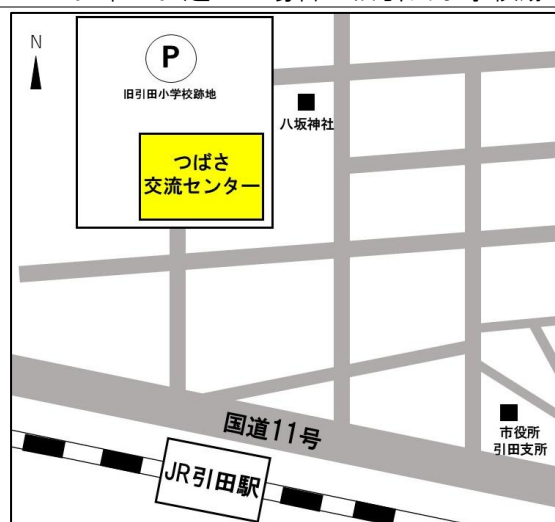 N
P
旧引田小学校跡地
八坂神社
つばさ
交流センター
国道11号
市役所
引田支所
JR引田駅